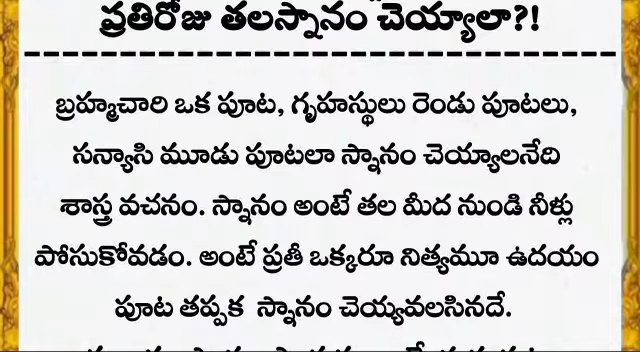 ప్రతిరోజు తలస్నానం చెయ్యాలా?!
బ్రహ్మచారి ఒక పూట, గృహస్థులు రెండు పూటలు,
సన్యాసి మూడు పూటలా స్నానం చెయ్యాలనేది
శాస్త్ర వచనం. స్నానం అంటే తల మీద నుండి నీళ్లు
పోసుకోవడం. అంటే ప్రతీ ఒక్కరూ నిత్యమూ ఉదయం
పూట తప్పక స్నానం చెయ్యవలసినదే.